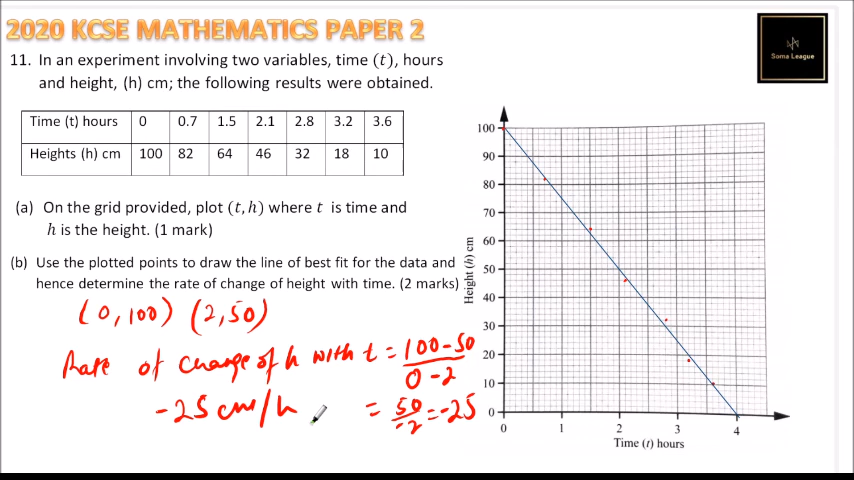 2020 KCSE MATHEMATICS PAPER 2
Soma League
11. In an experiment involving two variables, time (t), hours
and height, (h) cm; the following results were obtained.
Time (t) hours 0 0.7 1.5 2.1 2.8 3.2 3.6
Heights (h) cm 100 82 64 46 32 18 10
(a) On the grid provided, plot (t, h) where t is time and
h is the height. (1 mark)
(b) Use the plotted points to draw the line of best fit for the data and
hence determine the rate of change of height with time. (2 marks)
(0, 100) (2, 50)
Rate of change of h with t = 100-50
0-2
-25 cm/h = 50/-2 = -25
100
90
80
70
60
50
40
30
20
10
0
Height (h) cm
0 1 2 3 4
Time (t) hours